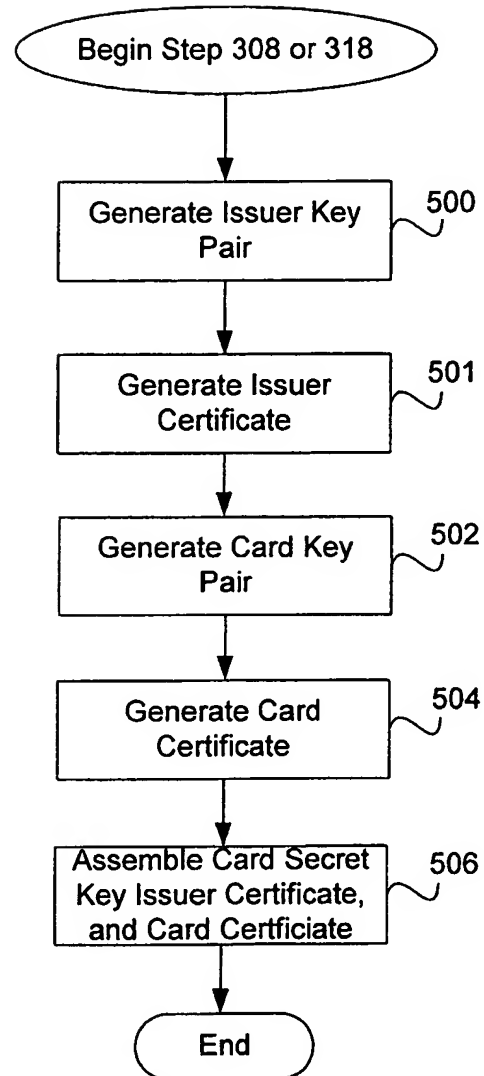 Begin Step 308 or 318
Generate Issuer Key
Pair
500
Generate Issuer
Certificate
501
Generate Card Key
Pair
502
Generate Card
Certificate
504
Assemble Card Secret
Key Issuer Certificate,
and Card Certficiate
506
End